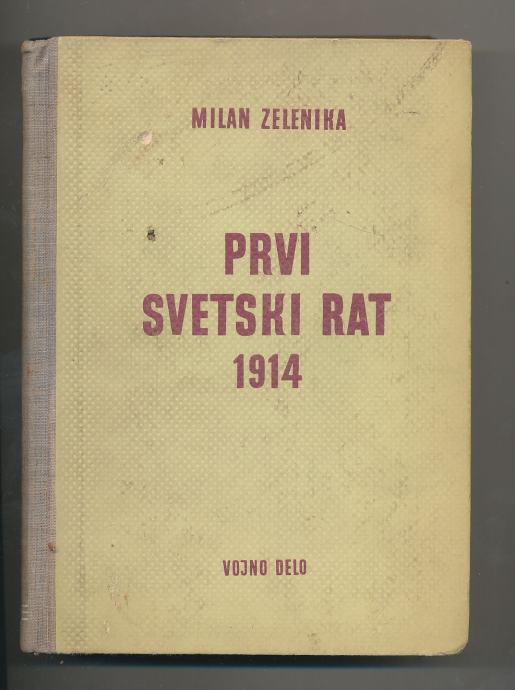 MILAN ZELENIKA
PRVI
SVETSKI RAT
1914
VOJNO DELO